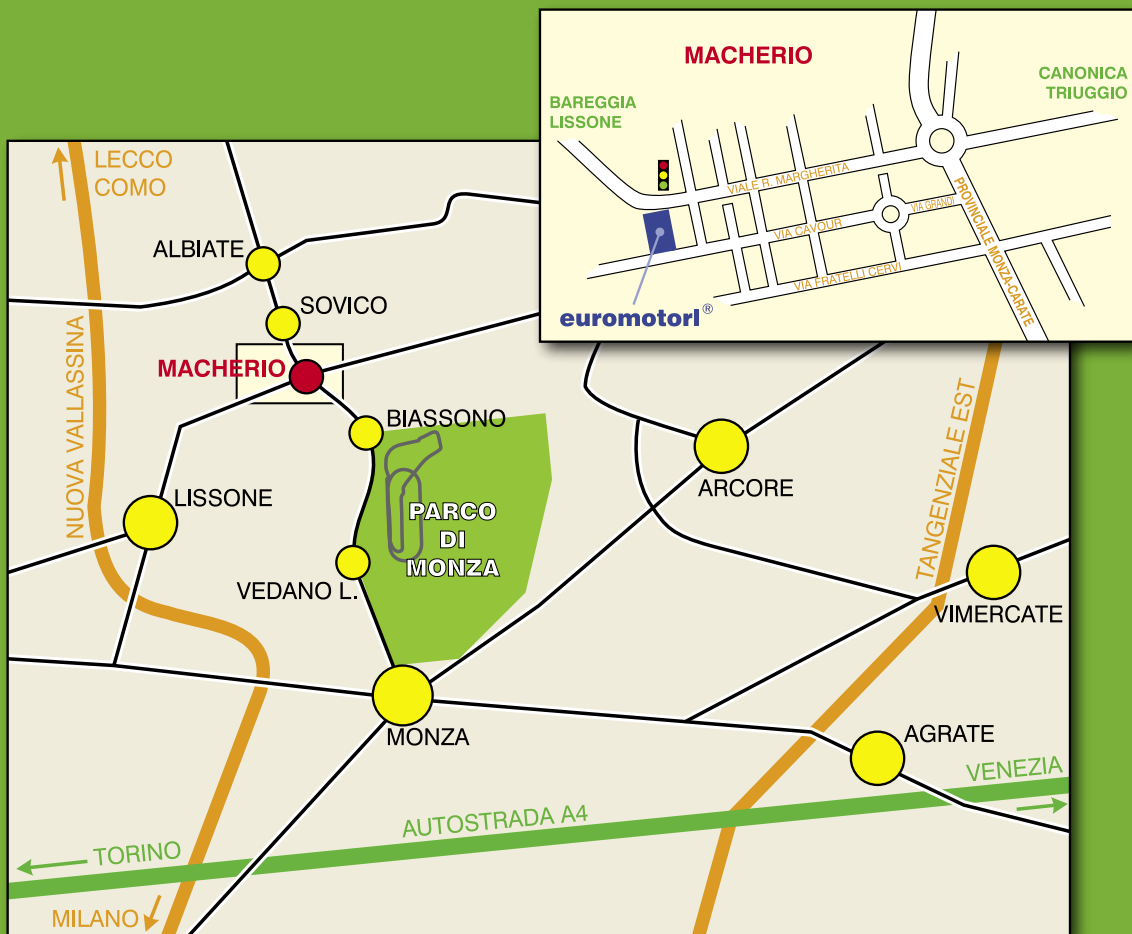 MACHERIO
CANONICA
TRIUGGIO
BAREGGIA
LISSONE
VIALE R. MARGHERITA
VIA GRANDI
VIA CAVOUR
PROVINCIALE MONZA-CARATE
VIA FRATELLI CERVI
euromotorl®
LECCO
COMO
ALBIATE
SOVICO
NUOVA VALLASSINA
MACHERIO
BIASSONO
TANGENZIALE EST
ARCORE
LISSONE
PARCO
DI
MONZA
VEDANO L.
VIMERCATE
MONZA
AGRATE
VENEZIA
AUTOSTRADA A4
TORINO
MILANO